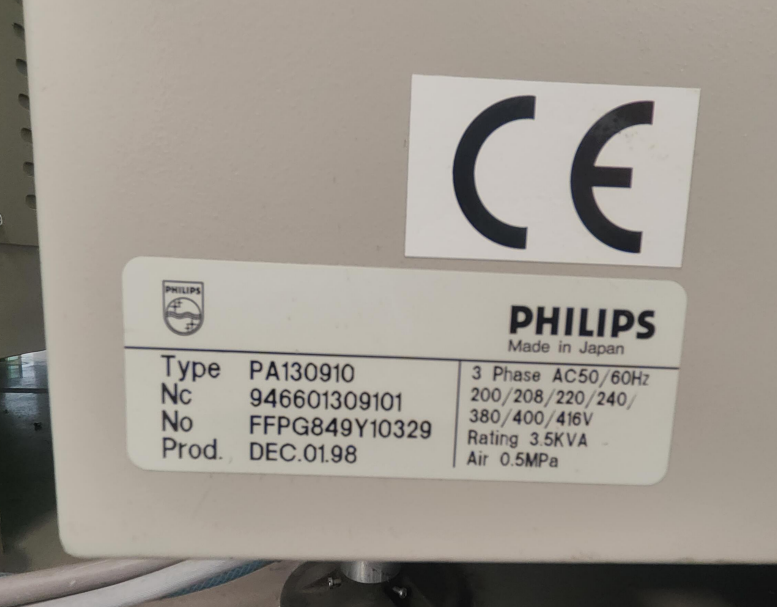 CE
PHILIPS
PHILIPS
Made in Japan
Type PA130910
Nc 946601309101
No FFPG849Y10329
Prod. DEC.01.98
3 Phase AC50/60Hz
200/208/220/240/
380/400/416V
Rating 3.5KVA
Air 0.5MPa